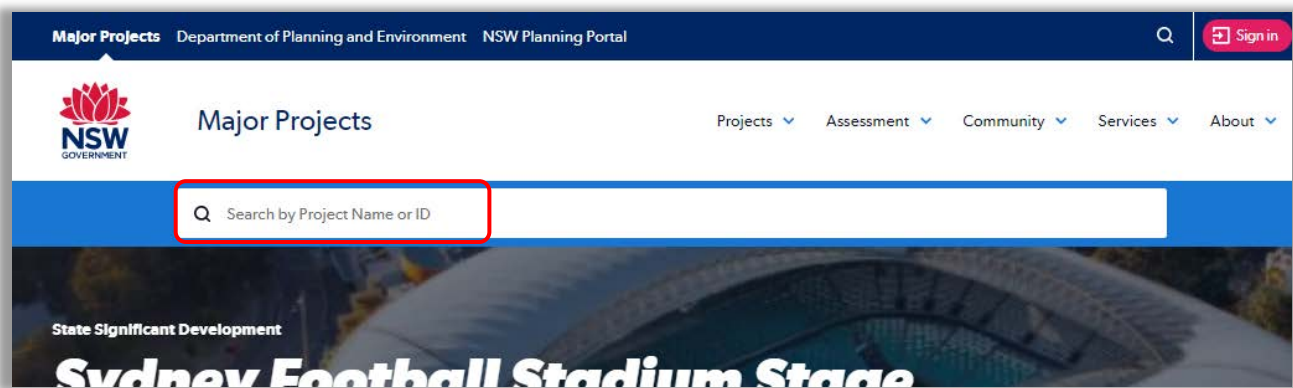 Major Projects Department of Planning and Environment NSW Planning Portal Sign in
NSW
GOVERNMENT
Major Projects
Projects Assessment Community Services About
Search by Project Name or ID
State Significant Development
Sydney Football Stadium Stage